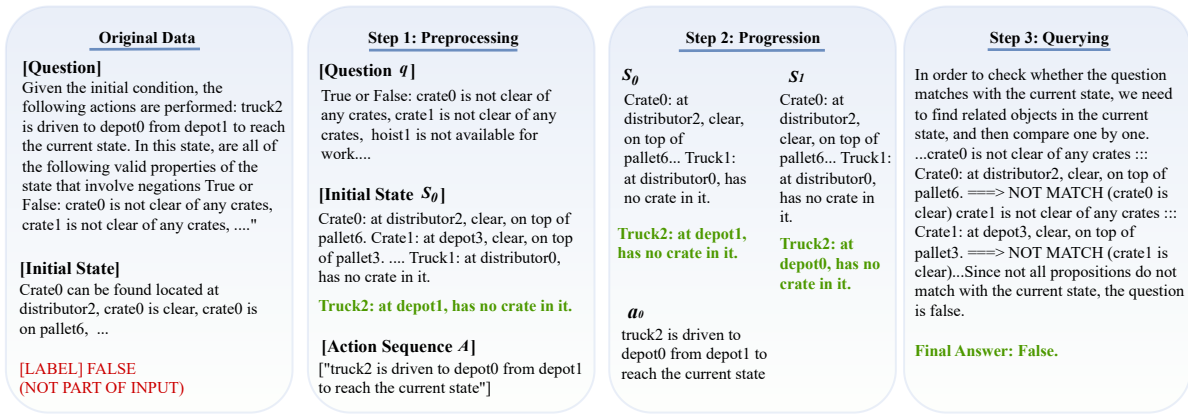 Original Data
[Question]
Given the initial condition, the
following actions are performed: truck2
is driven to depot0 from depot1 to reach
the current state. In this state, are all of
the following valid properties of the
state that involve negations True or
False: crate0 is not clear of any crates,
crate1 is not clear of any crates, ...."
[Initial State]
Crate0 can be found located at
distributor2, crate0 is clear, crate0 is
on pallet6, ...
[LABEL] FALSE
(NOT PART OF INPUT)
Step 1: Preprocessing
[Question q]
True or False: crate0 is not clear of
any crates, crate1 is not clear of any
crates, hoist1 is not available for
work....
[Initial State S0]
Crate0: at distributor2, clear, on top of
pallet6. Crate1: at depot3, clear, on top
of pallet3. .... Truck1: at distributor0,
has no crate in it.
Truck2: at depot1, has no crate in it.
[Action Sequence A]
["truck2 is driven to depot0 from depot1
to reach the current state"]
Step 2: Progression
S0
Crate0: at
distributor2, clear,
on top of
pallet6... Truck1:
at distributor0, has
no crate in it.
Truck2: at depot1,
has no crate in it.
S1
Crate0: at
distributor2,
clear, on top of
pallet6... Truck1:
at distributor0,
has no crate in
it.
Truck2: at
depot0, has no
crate in it.
a0
truck2 is driven to
depot0 from depot1 to
reach the current state
Step 3: Querying
In order to check whether the question
matches with the current state, we need
to find related objects in the current
state, and then compare one by one.
...crate0 is not clear of any crates :::
Crate0: at distributor2, clear, on top of
pallet6. ===> NOT MATCH (crate0 is
clear) crate1 is not clear of any crates :::
Crate1: at depot3, clear, on top of
pallet3. ===> NOT MATCH (crate1 is
clear)...Since not all propositions do not
match with the current state, the question
is false.
Final Answer: False.